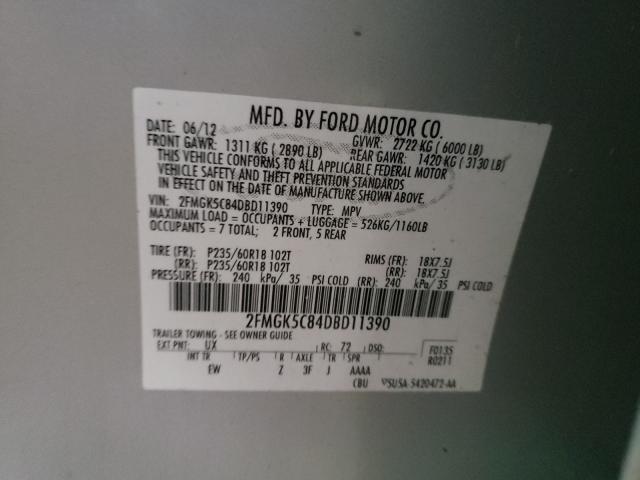 MFD. BY FORD MOTOR CO.
DATE: 06/12 GVWR: 2722 KG ( 6000 LB)
FRONT GAWR: 1311 KG ( 2890 LB) REAR GAWR: 1420 KG ( 3130 LB)
THIS VEHICLE CONFORMS TO ALL APPLICABLE FEDERAL MOTOR
VEHICLE SAFETY AND THEFT PREVENTION STANDARDS
IN EFFECT ON THE DATE OF MANUFACTURE SHOWN ABOVE.
VIN: 2FMGK5C84DBD11390 TYPE: MPV
MAXIMUM LOAD = OCCUPANTS + LUGGAGE = 526KG/1160LB
OCCUPANTS = 7 TOTAL; 2 FRONT, 5 REAR
TIRE (FR): P235/60R18 102T RIMS (FR): 18X7.5J
(RR): P235/60R18 102T (RR): 18X7.5J
PRESSURE (FR): 240 kPa/ 35 PSI COLD (RR): 240 kPa/ 35 PSI COLD
2FMGK5C84DBD11390
TRAILER TOWING - SEE OWNER GUIDE
EXT PNT: UX RC: 72 DSO: F0135
INT TR TP/PS R AXLE TR SPR R0211
EW Z 3F J AAAA
CBU 5U5A-5420472-AA